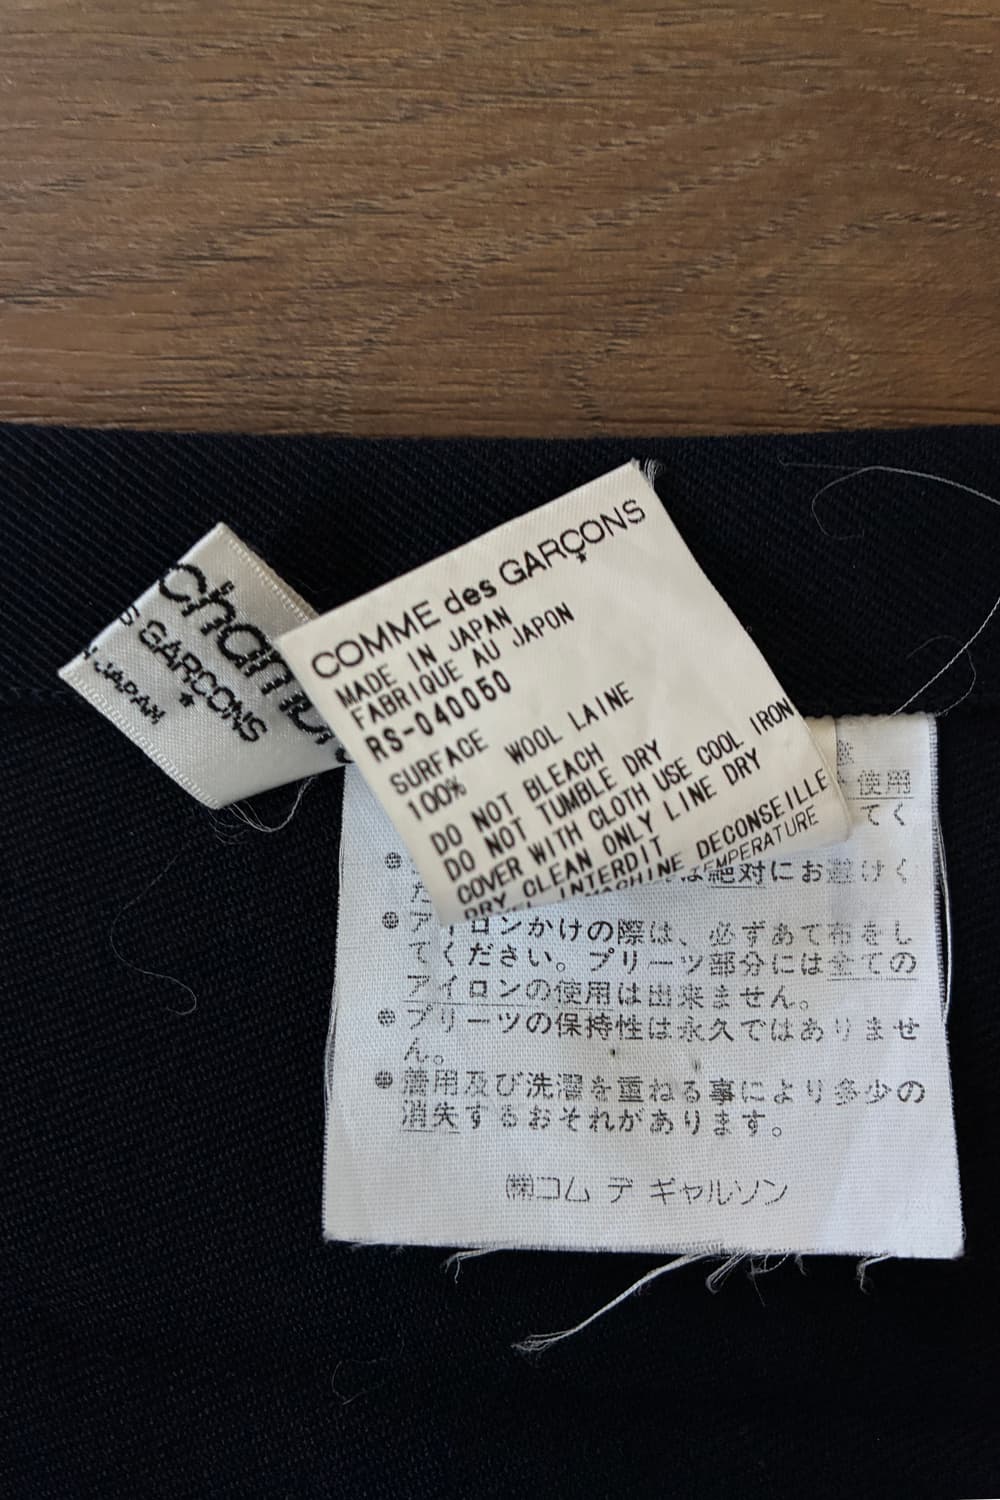 S GARÇONS
JAPAN
COMME des GARÇONS
MADE IN JAPAN
FABRIQUE AU JAPON
RS-040050
SURFACE
100% WOOL LAINE
DO NOT BLEACH
DO NOT TUMBLE DRY
COVER WITH CLOTH USE COOL IRON
DRY CLEAN ONLY LINE DRY
INTERDIT
MACHINE DECONSEILLE
TEMPERATURE
使用
てく
は絶対にお避けく
だ
●アイロンかけの際は、必ずあて布をし
てください。プリーツ部分には全ての
アイロンの使用は出来ません。
●プリーツの保持性は永久ではありませ
ん。
●着用及び洗濯を重ねる事により多少の
消失するおそれがあります。
㈱コム デ ギャルソン